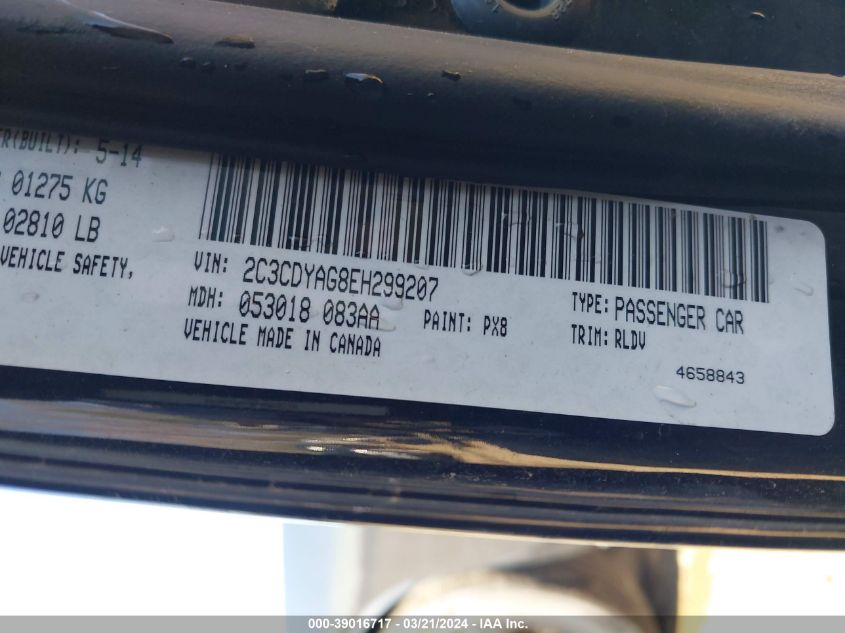 ER(BUILT): 5-14
01275 KG
02810 LB
VEHICLE SAFETY,
VIN: 2C3CDYAG8EH299207
MDH: 053018 083AA
PAINT: PX8
VEHICLE MADE IN CANADA
TYPE: PASSENGER CAR
TRIM: RLDV
4658843
000-39016717 - 03/21/2024 - IAA Inc.